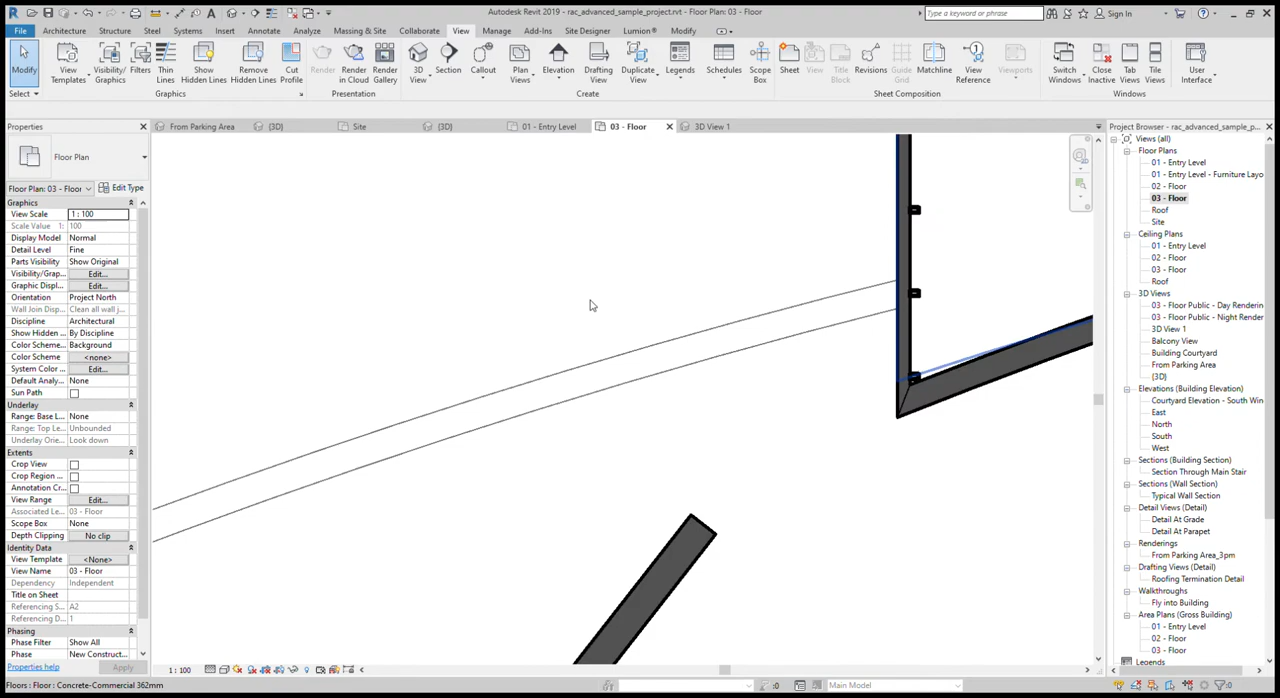 Autodesk Revit 2019 - rac_advanced_sample_project.rvt - Floor Plan: 03 - Floor
Type a keyword or phrase
Sign In
File Architecture Structure Steel Systems Insert Annotate Analyze Massing & Site Collaborate View Manage Add-Ins Site Designer Lumion® Modify
Modify
View Templates
Visibility/ Graphics
Filters
Thin Lines
Show Hidden Lines
Remove Hidden Lines
Cut Profile
Render
Render in Cloud
Render Gallery
3D View
Section
Callout
Plan Views
Elevation
Drafting View
Duplicate View
Legends
Schedules
Scope Box
Sheet
View
Title Block
Revisions
Guide Grid
Matchline
View Reference
Viewports
Switch Windows
Close Inactive
Tab Views
Tile Views
User Interface
Select Graphics Presentation Create Sheet Composition Windows
Properties
From Parking Area {3D} Site {3D} 01 - Entry Level 03 - Floor 3D View 1
Floor Plan
Floor Plan: 03 - Floor Edit Type
Graphics
View Scale 1 : 100
Scale Value 1: 100
Display Model Normal
Detail Level Fine
Parts Visibility Show Original
Visibility/Grap... Edit...
Graphic Displ... Edit...
Orientation Project North
Wall Join Disp... Clean all wall j...
Discipline Architectural
Show Hidden ... By Discipline
Color Scheme ... Background
Color Scheme <none>
System Color ... Edit...
Default Analy... None
Sun Path
Underlay
Range: Base L... None
Range: Top Le... Unbounded
Underlay Orie... Look down
Extents
Crop View
Crop Region ...
Annotation Cr...
View Range Edit...
Associated Le... 03 - Floor
Scope Box None
Depth Clipping No clip
Identity Data
View Template <None>
View Name 03 - Floor
Dependency Independent
Title on Sheet
Referencing S... A2
Referencing D... 1
Phasing
Phase Filter Show All
Phase New Construc...
Properties help Apply
1 : 100
Floors : Floor : Concrete-Commercial 362mm
:0
Main Model
:0
Project Browser - rac_advanced_sample_p...
Views (all)
Floor Plans
01 - Entry Level
01 - Entry Level - Furniture Layo
02 - Floor
03 - Floor
Roof
Site
Ceiling Plans
01 - Entry Level
02 - Floor
03 - Floor
Roof
3D Views
03 - Floor Public - Day Renderin
03 - Floor Public - Night Render
3D View 1
Balcony View
Building Courtyard
From Parking Area
{3D}
Elevations (Building Elevation)
Courtyard Elevation - South Win
East
North
South
West
Sections (Building Section)
Section Through Main Stair
Sections (Wall Section)
Typical Wall Section
Detail Views (Detail)
Detail At Grade
Detail At Parapet
Renderings
From Parking Area_3pm
Drafting Views (Detail)
Roofing Termination Detail
Walkthroughs
Fly into Building
Area Plans (Gross Building)
01 - Entry Level
02 - Floor
03 - Floor
Legends